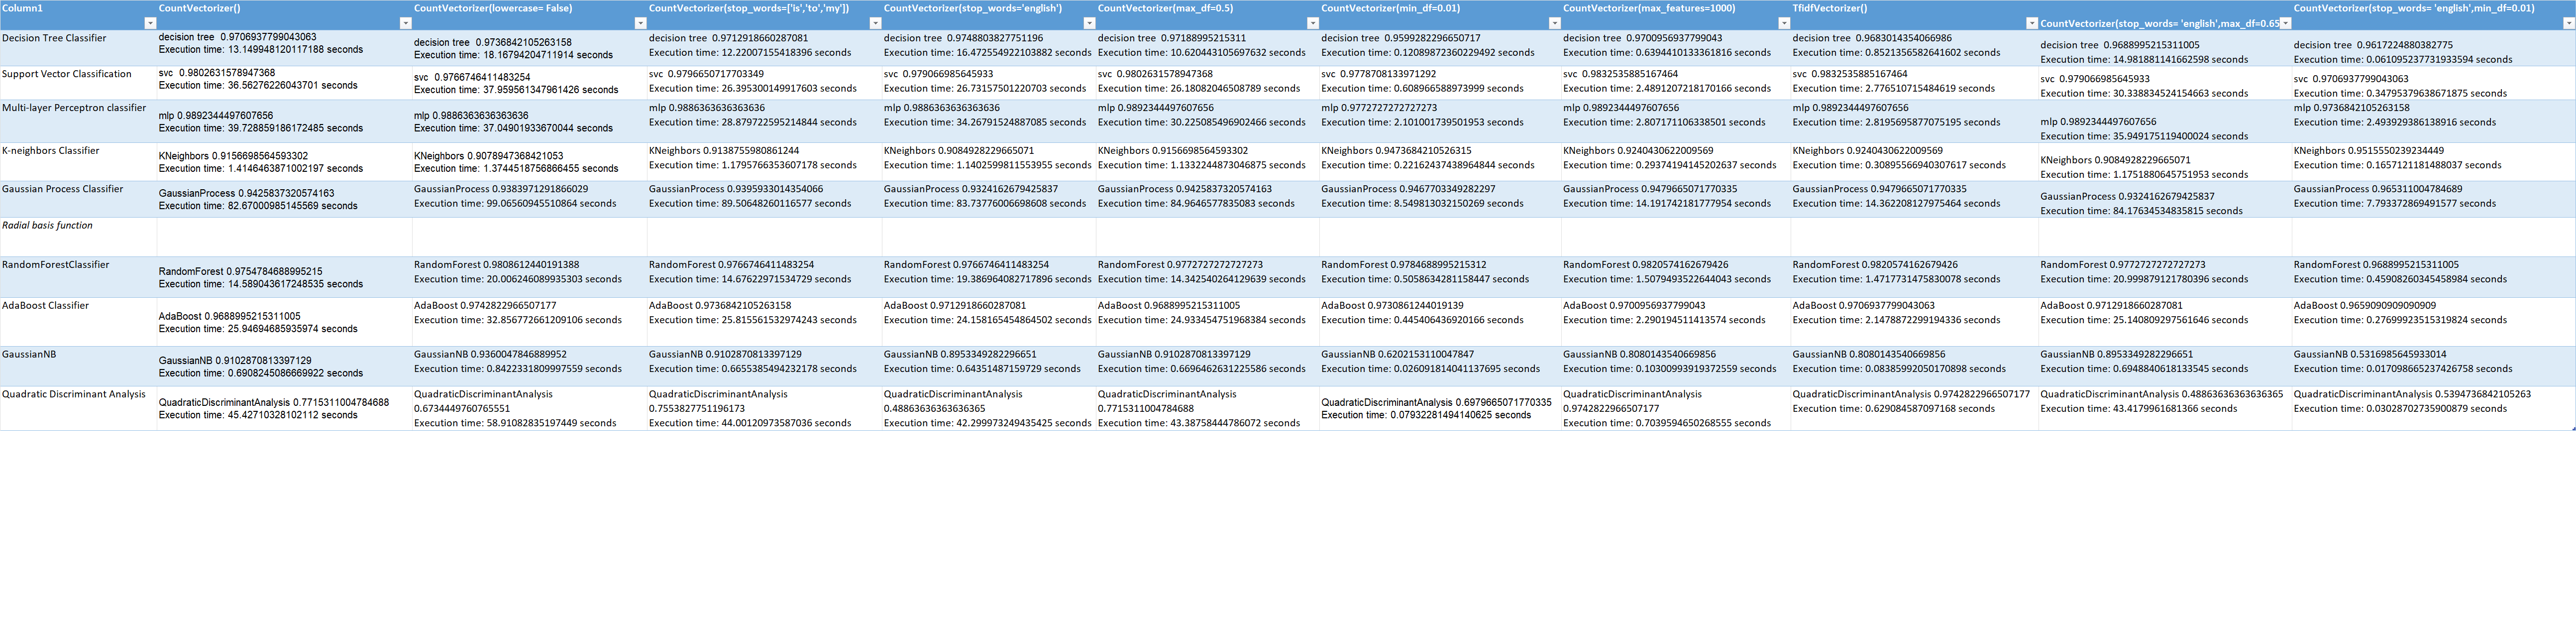 Column1
CountVectorizer()
CountVectorizer(lowercase= False)
CountVectorizer(stop_words=['is','to','my'])
CountVectorizer(stop_words='english')
CountVectorizer(max_df=0.5)
CountVectorizer(min_df=0.01)
CountVectorizer(max_features=1000)
TfidfVectorizer()
CountVectorizer(stop_words= 'english',max_df=0.65
CountVectorizer(stop_words= 'english',min_df=0.01)
Decision Tree Classifier
decision tree  0.9706937799043063
Execution time: 13.149948120117188 seconds
decision tree  0.9736842105263158
Execution time: 18.16794204711914 seconds
decision tree  0.9712918660287081
Execution time: 12.22007155418396 seconds
decision tree  0.9748803827751196
Execution time: 16.472554922103882 seconds
decision tree  0.97188995215311
Execution time: 10.620443105697632 seconds
decision tree  0.9599282296650717
Execution time: 0.12089872360229492 seconds
decision tree  0.9700956937799043
Execution time: 0.6394410133361816 seconds
decision tree  0.9683014354066986
Execution time: 0.8521356582641602 seconds
decision tree  0.9688995215311005
Execution time: 14.981881141662598 seconds
decision tree  0.9617224880382775
Execution time: 0.061095237731933594 seconds
Support Vector Classification
svc  0.9802631578947368
Execution time: 36.56276226043701 seconds
svc  0.9766746411483254
Execution time: 37.959561347961426 seconds
svc  0.9796650717703349
Execution time: 26.395300149917603 seconds
svc  0.979066985645933
Execution time: 26.73157501220703 seconds
svc  0.9802631578947368
Execution time: 26.18082046508789 seconds
svc  0.9778708133971292
Execution time: 0.608966588973999 seconds
svc  0.9832535885167464
Execution time: 2.4891207218170166 seconds
svc  0.9832535885167464
Execution time: 2.776510715484619 seconds
svc  0.979066985645933
Execution time: 30.338834524154663 seconds
svc  0.9706937799043063
Execution time: 0.34795379638671875 seconds
Multi-layer Perceptron classifier
mlp 0.9892344497607656
Execution time: 39.728859186172485 seconds
mlp  0.9886363636363636
Execution time: 37.04901933670044 seconds
mlp 0.9886363636363636
Execution time: 28.879722595214844 seconds
mlp 0.9886363636363636
Execution time: 34.26791524887085 seconds
mlp 0.9892344497607656
Execution time: 30.225085496902466 seconds
mlp 0.9772727272727273
Execution time: 2.101001739501953 seconds
mlp 0.9892344497607656
Execution time: 2.807171106338501 seconds
mlp 0.9892344497607656
Execution time: 2.8195695877075195 seconds
mlp 0.9892344497607656
Execution time: 35.949175119400024 seconds
mlp 0.9736842105263158
Execution time: 2.493929386138916 seconds
K-neighbors Classifier
KNeighbors 0.9156698564593302
Execution time: 1.4146463871002197 seconds
KNeighbors 0.9078947368421053
Execution time: 1.3744518756866455 seconds
KNeighbors 0.9138755980861244
Execution time: 1.1795766353607178 seconds
KNeighbors 0.9084928229665071
Execution time: 1.1402599811553955 seconds
KNeighbors 0.9156698564593302
Execution time: 1.1332244873046875 seconds
KNeighbors 0.9473684210526315
Execution time: 0.22162437438964844 seconds
KNeighbors 0.9240430622009569
Execution time: 0.29374194145202637 seconds
KNeighbors 0.9240430622009569
Execution time: 0.30895566940307617 seconds
KNeighbors 0.9084928229665071
Execution time: 1.1751880645751953 seconds
KNeighbors 0.9515550239234449
Execution time: 0.1657121181488037 seconds
Gaussian Process Classifier
GaussianProcess 0.9425837320574163
Execution time: 82.67000985145569 seconds
GaussianProcess 0.9383971291866029
Execution time: 99.06560945510864 seconds
GaussianProcess 0.9395933014354066
Execution time: 89.50648260116577 seconds
GaussianProcess 0.9324162679425837
Execution time: 83.73776006698608 seconds
GaussianProcess 0.9425837320574163
Execution time: 84.9646577835083 seconds
GaussianProcess 0.9467703349282297
Execution time: 8.549813032150269 seconds
GaussianProcess 0.9479665071770335
Execution time: 14.191742181777954 seconds
GaussianProcess 0.9479665071770335
Execution time: 14.362208127975464 seconds
GaussianProcess 0.9324162679425837
Execution time: 84.17634534835815 seconds
GaussianProcess 0.965311004784689
Execution time: 7.793372869491577 seconds
Radial basis function
RandomForestClassifier
RandomForest 0.9754784688995215
Execution time: 14.589043617248535 seconds
RandomForest 0.9808612440191388
Execution time: 20.006246089935303 seconds
RandomForest 0.9766746411483254
Execution time: 14.6762971534729 seconds
RandomForest 0.9766746411483254
Execution time: 19.386964082717896 seconds
RandomForest 0.9772727272727273
Execution time: 14.342540264129639 seconds
RandomForest 0.9784688995215312
Execution time: 0.5058634281158447 seconds
RandomForest 0.9820574162679426
Execution time: 1.5079493522644043 seconds
RandomForest 0.9820574162679426
Execution time: 1.4717731475830078 seconds
RandomForest 0.9772727272727273
Execution time: 20.999879121780396 seconds
RandomForest 0.9688995215311005
Execution time: 0.45908260345458984 seconds
AdaBoost Classifier
AdaBoost 0.9688995215311005
Execution time: 25.94694685935974 seconds
AdaBoost 0.9742822966507177
Execution time: 32.856772661209106 seconds
AdaBoost 0.9736842105263158
Execution time: 25.815561532974243 seconds
AdaBoost 0.9712918660287081
Execution time: 24.158165454864502 seconds
AdaBoost 0.9688995215311005
Execution time: 24.933454751968384 seconds
AdaBoost 0.9730861244019139
Execution time: 0.445406436920166 seconds
AdaBoost 0.9700956937799043
Execution time: 2.290194511413574 seconds
AdaBoost 0.9706937799043063
Execution time: 2.1478872299194336 seconds
AdaBoost 0.9712918660287081
Execution time: 25.140809297561646 seconds
AdaBoost 0.9659090909090909
Execution time: 0.27699923515319824 seconds
GaussianNB
GaussianNB 0.9102870813397129
Execution time: 0.6908245086669922 seconds
GaussianNB 0.9360047846889952
Execution time: 0.8422331809997559 seconds
GaussianNB 0.9102870813397129
Execution time: 0.6655385494232178 seconds
GaussianNB 0.8953349282296651
Execution time: 0.64351487159729 seconds
GaussianNB 0.9102870813397129
Execution time: 0.6696462631225586 seconds
GaussianNB 0.6202153110047847
Execution time: 0.026091814041137695 seconds
GaussianNB 0.8080143540669856
Execution time: 0.10300993919372559 seconds
GaussianNB 0.8080143540669856
Execution time: 0.08385992050170898 seconds
GaussianNB 0.8953349282296651
Execution time: 0.6948840618133545 seconds
GaussianNB 0.5316985645933014
Execution time: 0.017098665237426758 seconds
Quadratic Discriminant Analysis
QuadraticDiscriminantAnalysis 0.7715311004784688
Execution time: 45.42710328102112 seconds
QuadraticDiscriminantAnalysis
0.6734449760765551
Execution time: 58.91082835197449 seconds
QuadraticDiscriminantAnalysis
0.7553827751196173
Execution time: 44.00120973587036 seconds
QuadraticDiscriminantAnalysis
0.48863636363636365
Execution time: 42.299973249435425 seconds
QuadraticDiscriminantAnalysis
0.7715311004784688
Execution time: 43.38758444786072 seconds
QuadraticDiscriminantAnalysis 0.6979665071770335
Execution time: 0.07932281494140625 seconds
QuadraticDiscriminantAnalysis
0.9742822966507177
Execution time: 0.7039594650268555 seconds
QuadraticDiscriminantAnalysis 0.9742822966507177
Execution time: 0.629084587097168 seconds
QuadraticDiscriminantAnalysis 0.48863636363636365
Execution time: 43.4179961681366 seconds
QuadraticDiscriminantAnalysis 0.5394736842105263
Execution time: 0.03028702735900879 seconds